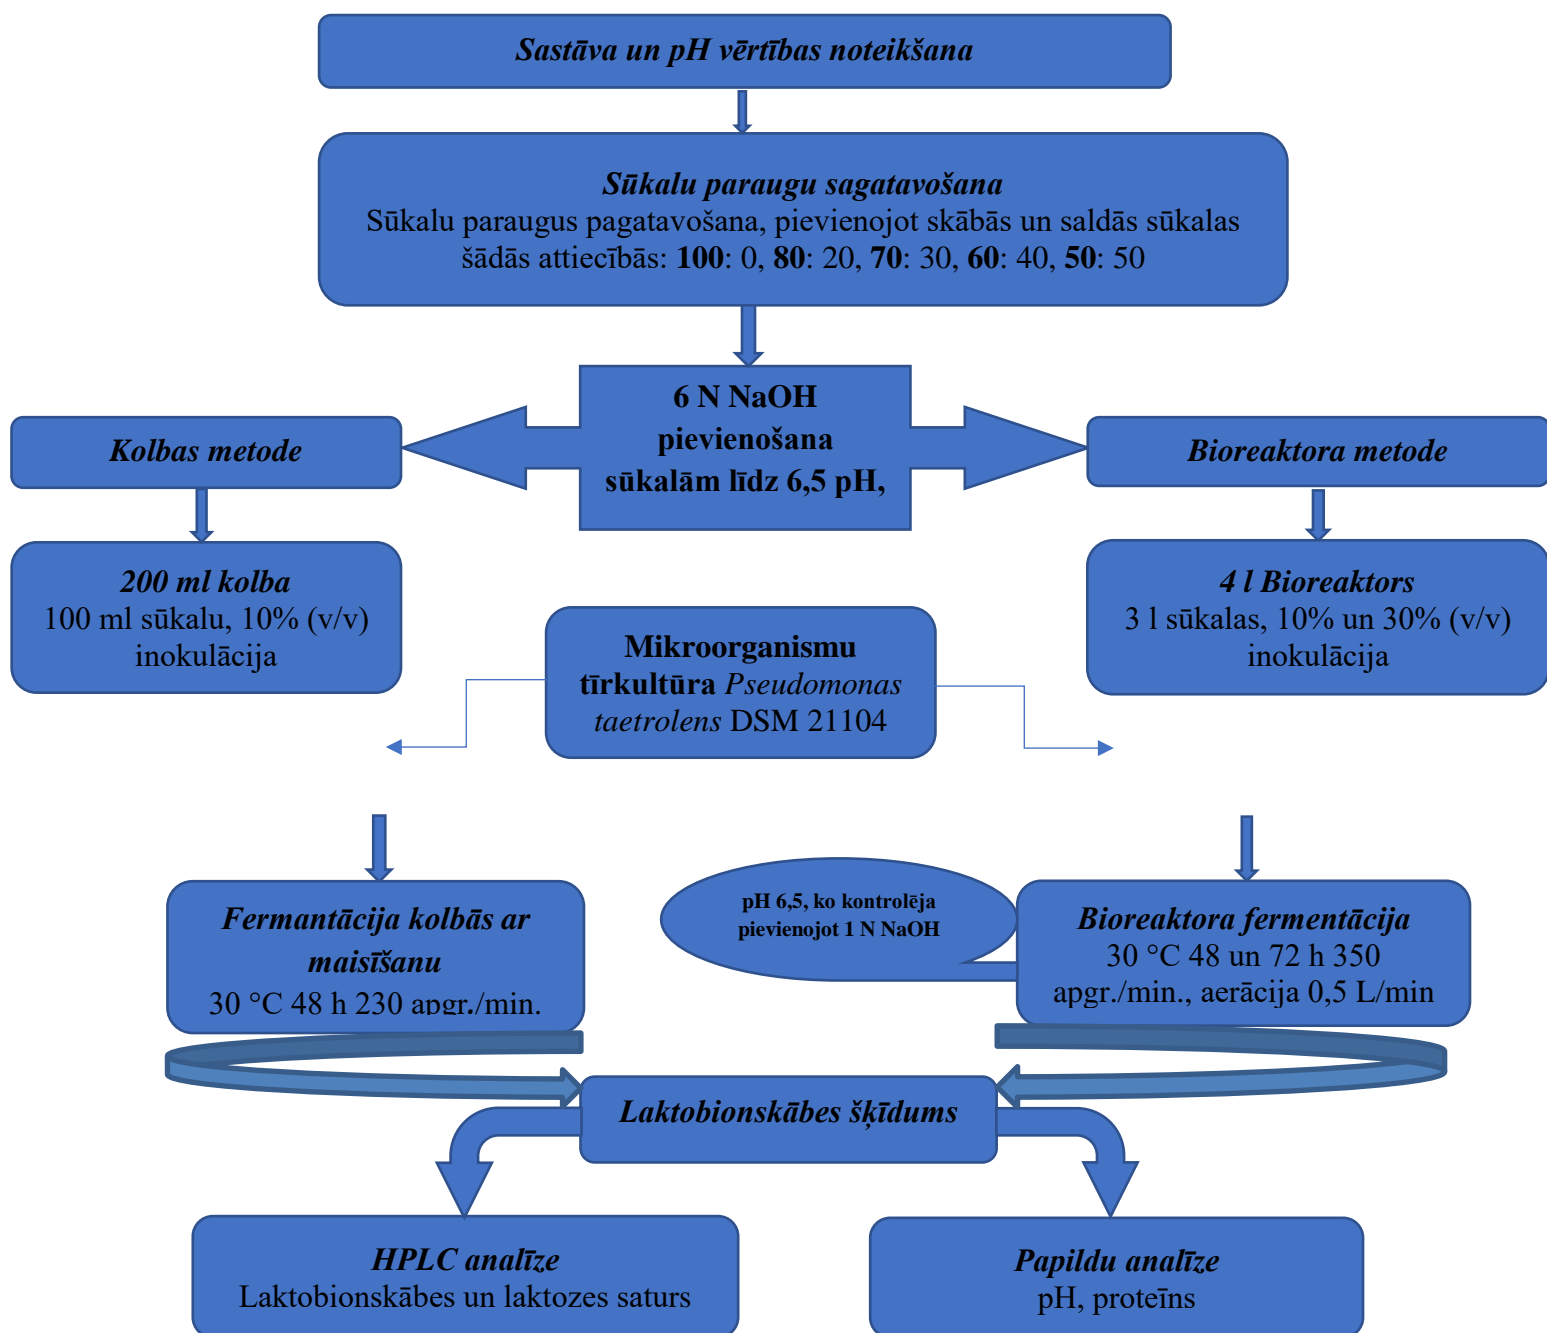 Sastāva un pH vērtības noteikšana
Sūkalu paraugu sagatavošana
Sūkalu paraugus pagatavošana, pievienojot skābās un saldās sūkalas
šādās attiecībās: 100: 0, 80: 20, 70: 30, 60: 40, 50: 50
6 N NaOH
pievienošana
sūkalām līdz 6,5 pH,
Kolbas metode
Bioreaktora metode
200 ml kolba
100 ml sūkalu, 10% (v/v)
inokulācija
4 l Bioreaktors
3 l sūkalas, 10% un 30% (v/v)
inokulācija
Mikroorganismu
tīrkultūra Pseudomonas
taetrolens DSM 21104
Fermantācija kolbās ar
maisīšanu
30 °C 48 h 230 apgr./min.
pH 6,5, ko kontrolēja
pievienojot 1 N NaOH
Bioreaktora fermentācija
30 °C 48 un 72 h 350
apgr./min., aerācija 0,5 L/min
Laktobionskābes šķīdums
HPLC analīze
Laktobionskābes un laktozes saturs
Papildu analīze
pH, proteīns